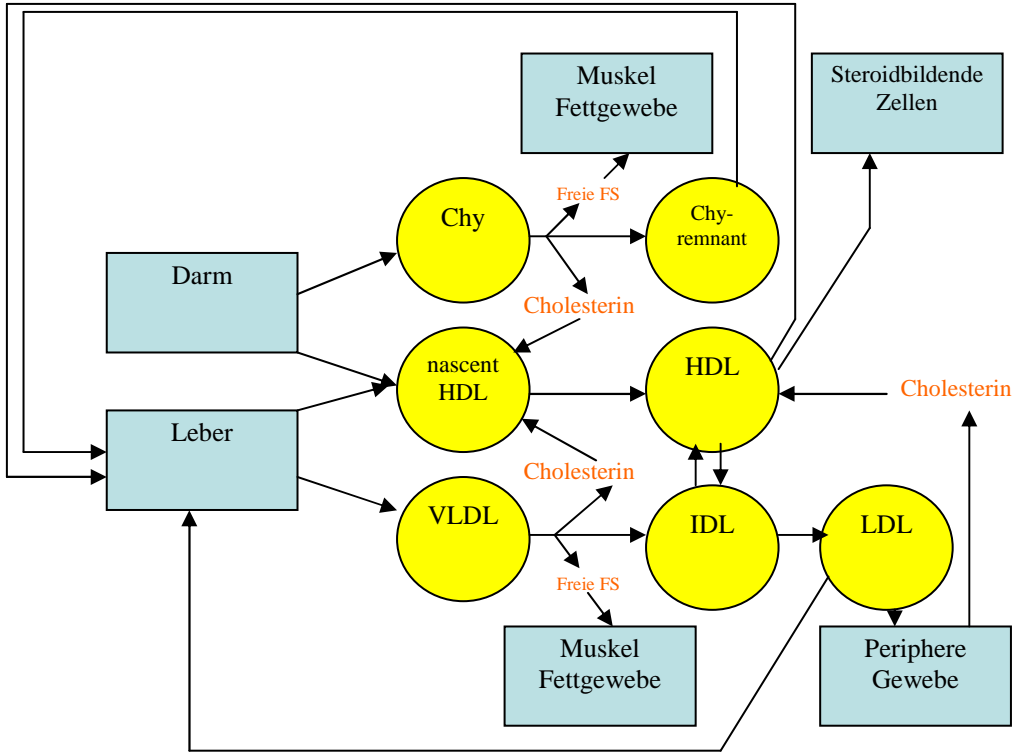 Muskel
Fettgewebe
Steroidbildende
Zellen
Freie FS
Chy
Chy-
remnant
Darm
Cholesterin
nascent
HDL
HDL
Cholesterin
Leber
Cholesterin
VLDL
IDL
LDL
Freie FS
Muskel
Fettgewebe
Periphere
Gewebe